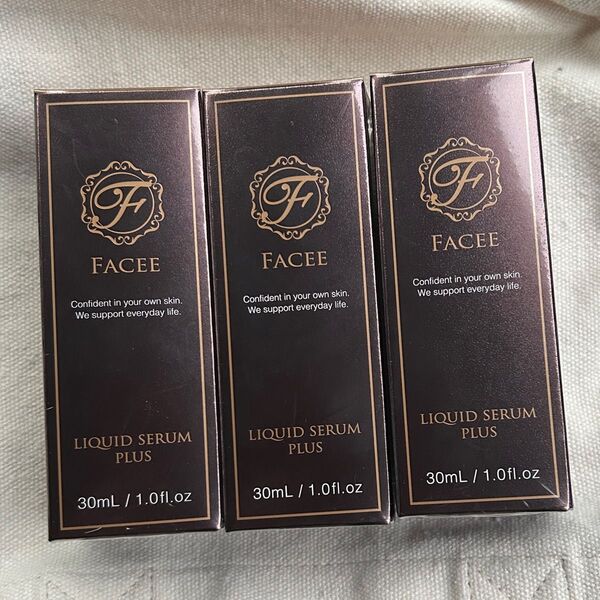 F
FACEE
Confident in your own skin.
We support everyday life.
LIQUID SERUM
PLUS
30mL / 1.0fl.oz
F
FACEE
Confident in your own skin.
We support everyday life.
LIQUID SERUM
PLUS
30mL / 1.0fl.oz
F
FACEE
Confident in your own skin.
We support everyday life.
LIQUID SERUM
PLUS
30mL / 1.0fl.oz